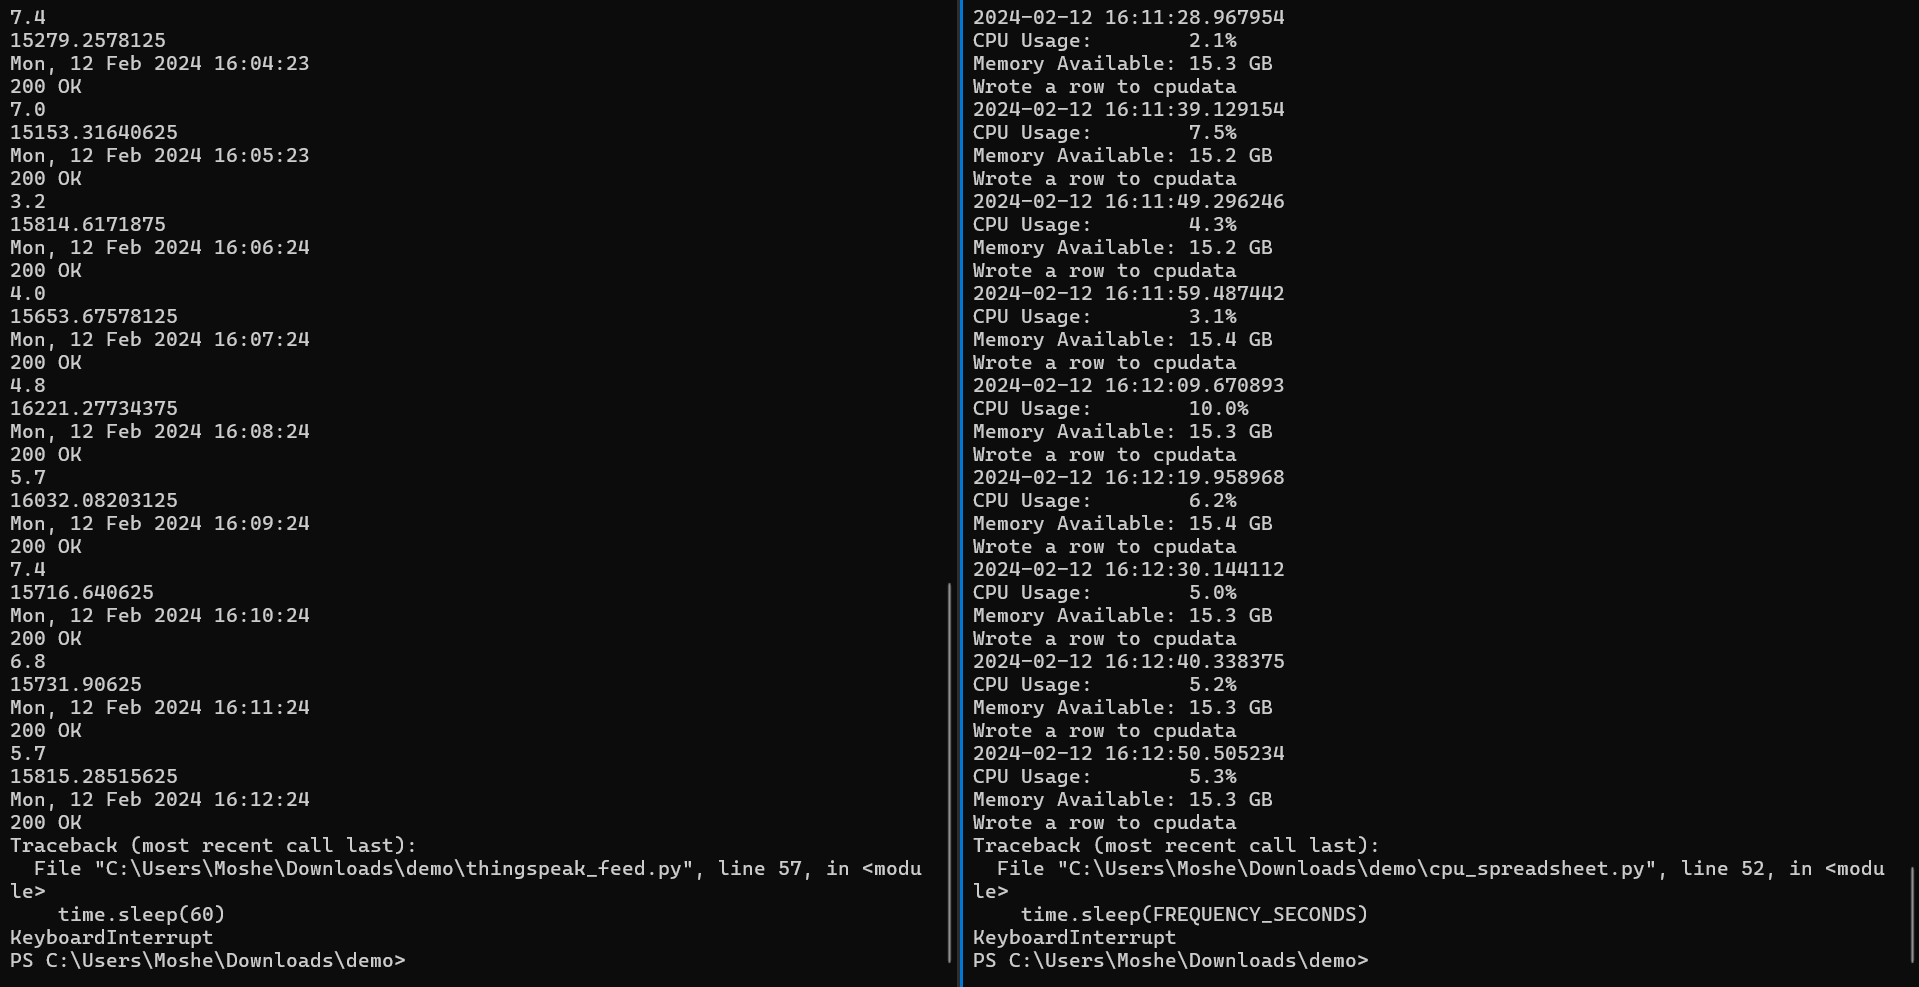 7.4
15279.2578125
Mon, 12 Feb 2024 16:04:23
200 OK
7.0
15153.31640625
Mon, 12 Feb 2024 16:05:23
200 OK
3.2
15814.6171875
Mon, 12 Feb 2024 16:06:24
200 OK
4.0
15653.67578125
Mon, 12 Feb 2024 16:07:24
200 OK
4.8
16221.27734375
Mon, 12 Feb 2024 16:08:24
200 OK
5.7
16032.08203125
Mon, 12 Feb 2024 16:09:24
200 OK
7.4
15716.640625
Mon, 12 Feb 2024 16:10:24
200 OK
6.8
15731.90625
Mon, 12 Feb 2024 16:11:24
200 OK
5.7
15815.28515625
Mon, 12 Feb 2024 16:12:24
200 OK
Traceback (most recent call last):
  File "C:\Users\Moshe\Downloads\demo\thingspeak_feed.py", line 57, in <modu
le>
    time.sleep(60)
KeyboardInterrupt
PS C:\Users\Moshe\Downloads\demo>
2024-02-12 16:11:28.967954
CPU Usage:        2.1%
Memory Available: 15.3 GB
Wrote a row to cpudata
2024-02-12 16:11:39.129154
CPU Usage:        7.5%
Memory Available: 15.2 GB
Wrote a row to cpudata
2024-02-12 16:11:49.296246
CPU Usage:        4.3%
Memory Available: 15.2 GB
Wrote a row to cpudata
2024-02-12 16:11:59.487442
CPU Usage:        3.1%
Memory Available: 15.4 GB
Wrote a row to cpudata
2024-02-12 16:12:09.670893
CPU Usage:        10.0%
Memory Available: 15.3 GB
Wrote a row to cpudata
2024-02-12 16:12:19.958968
CPU Usage:        6.2%
Memory Available: 15.4 GB
Wrote a row to cpudata
2024-02-12 16:12:30.144112
CPU Usage:        5.0%
Memory Available: 15.3 GB
Wrote a row to cpudata
2024-02-12 16:12:40.338375
CPU Usage:        5.2%
Memory Available: 15.3 GB
Wrote a row to cpudata
2024-02-12 16:12:50.505234
CPU Usage:        5.3%
Memory Available: 15.3 GB
Wrote a row to cpudata
Traceback (most recent call last):
  File "C:\Users\Moshe\Downloads\demo\cpu_spreadsheet.py", line 52, in <modu
le>
    time.sleep(FREQUENCY_SECONDS)
KeyboardInterrupt
PS C:\Users\Moshe\Downloads\demo>